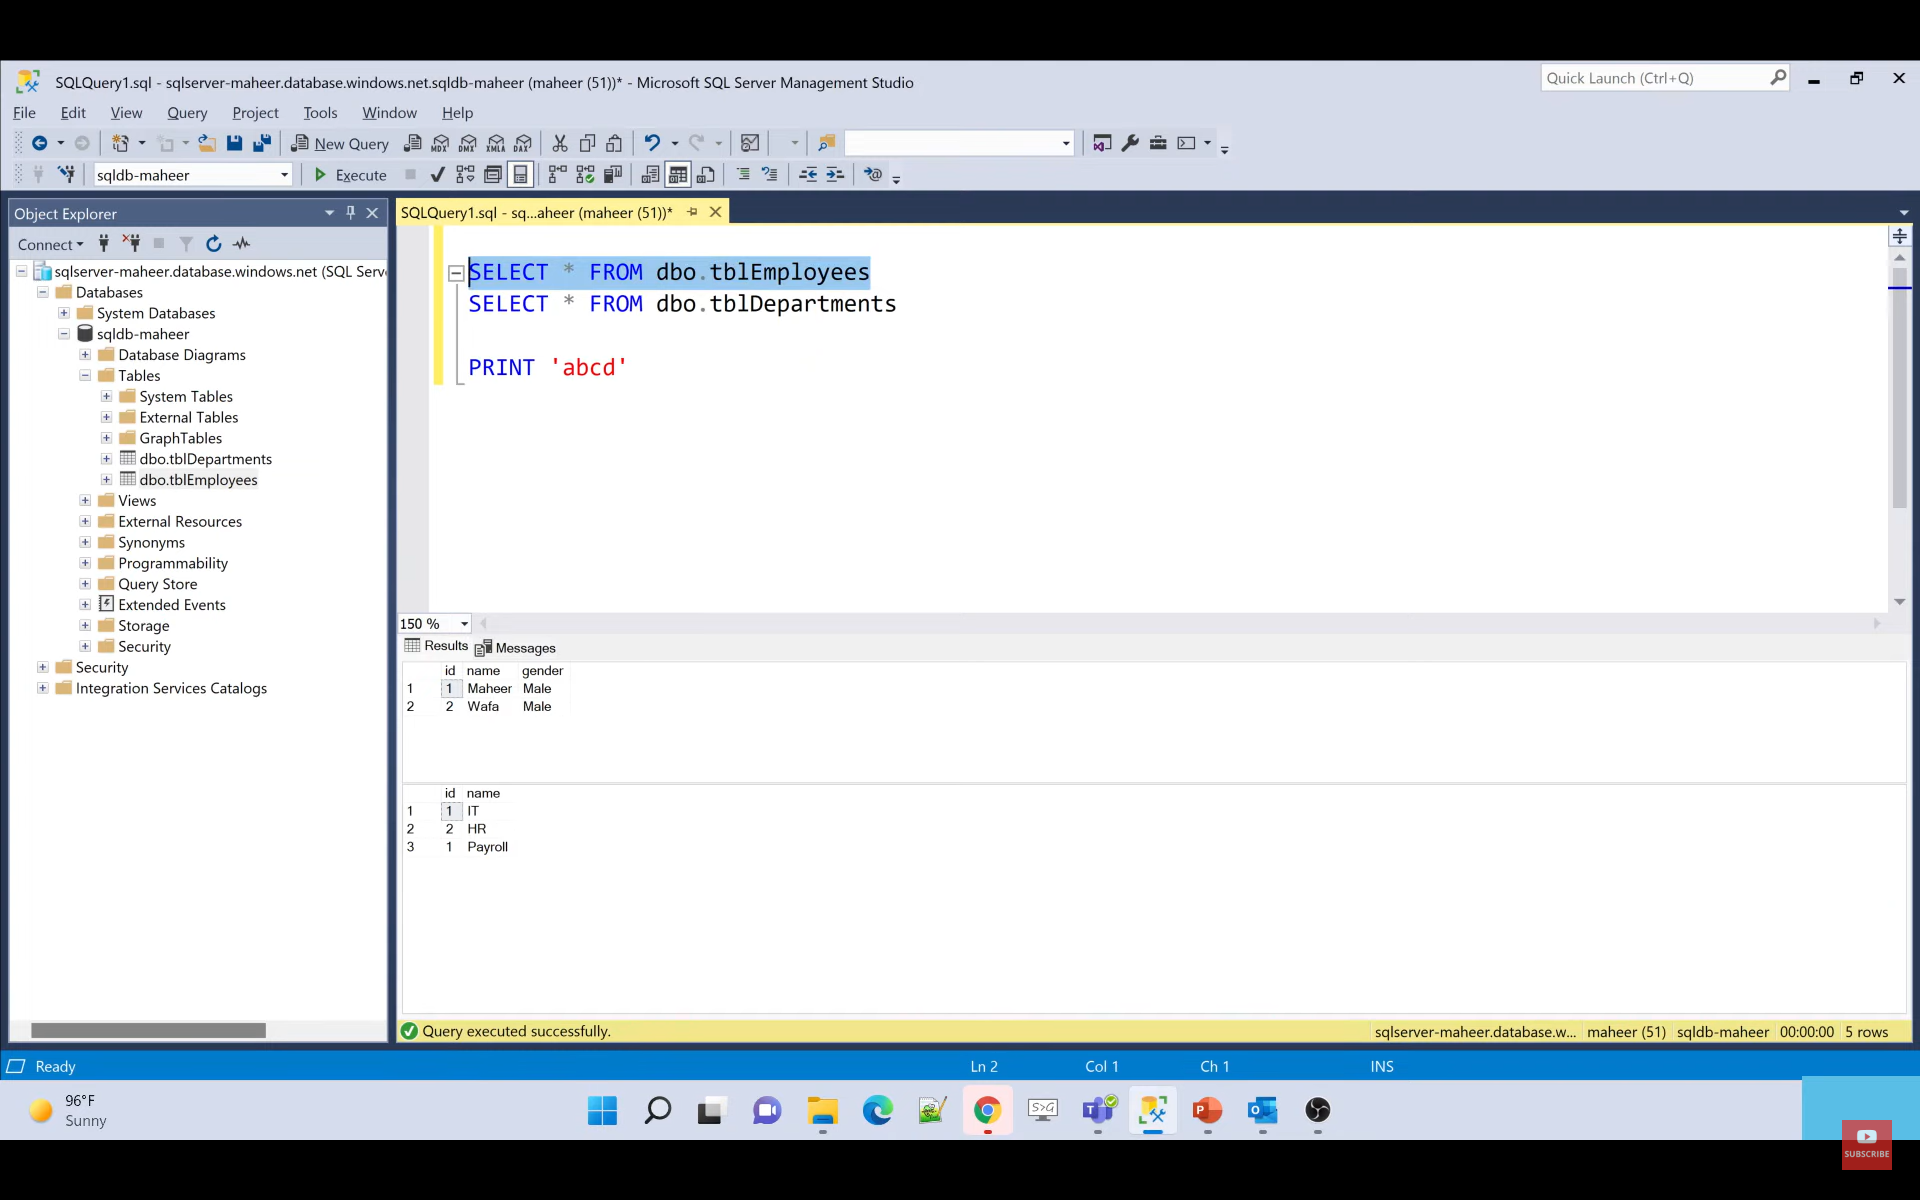 SQLQuery1.sql - sqlserver-maheer.database.windows.net.sqldb-maheer (maheer (51))* - Microsoft SQL Server Management Studio
Quick Launch (Ctrl+Q)
File Edit View Query Project Tools Window Help
New Query MDX DMX XMLA DAX
sqldb-maheer Execute
Object Explorer
SQLQuery1.sql - sq...aheer (maheer (51))*
Connect
sqlserver-maheer.database.windows.net (SQL Serv
Databases
System Databases
sqldb-maheer
Database Diagrams
Tables
System Tables
External Tables
GraphTables
dbo.tblDepartments
dbo.tblEmployees
Views
External Resources
Synonyms
Programmability
Query Store
Extended Events
Storage
Security
Security
Integration Services Catalogs
SELECT * FROM dbo.tblEmployees
SELECT * FROM dbo.tblDepartments
PRINT 'abcd'
150 %
Results Messages
id name gender
1 1 Maheer Male
2 2 Wafa Male
id name
1 1 IT
2 2 HR
3 1 Payroll
Query executed successfully.
sqlserver-maheer.database.w... maheer (51) sqldb-maheer 00:00:00 5 rows
Ready Ln 2 Col 1 Ch 1 INS
96°F
Sunny
S>G
SUBSCRIBE